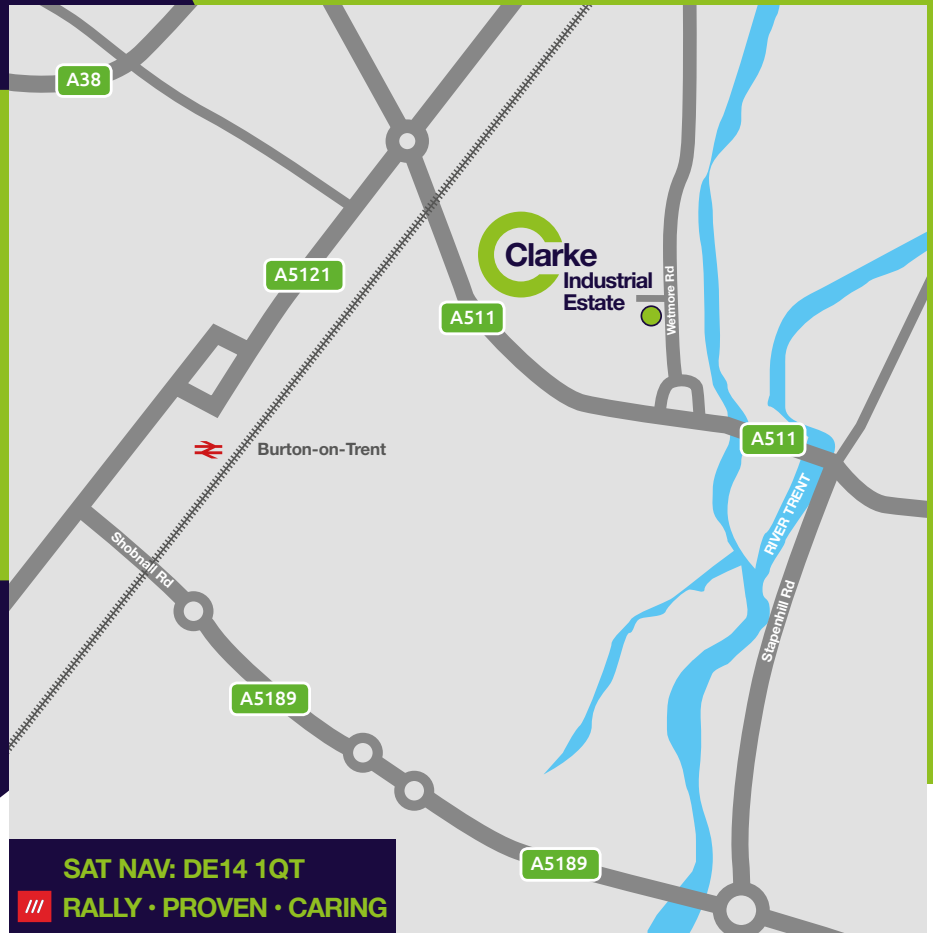 A38
A5121
Clarke
Industrial
Estate
Wetmore Rd
A511
A511
Burton-on-Trent
RIVER TRENT
Shobnall Rd
Stapenhill Rd
A5189
A5189
SAT NAV: DE14 1QT
/// RALLY · PROVEN · CARING